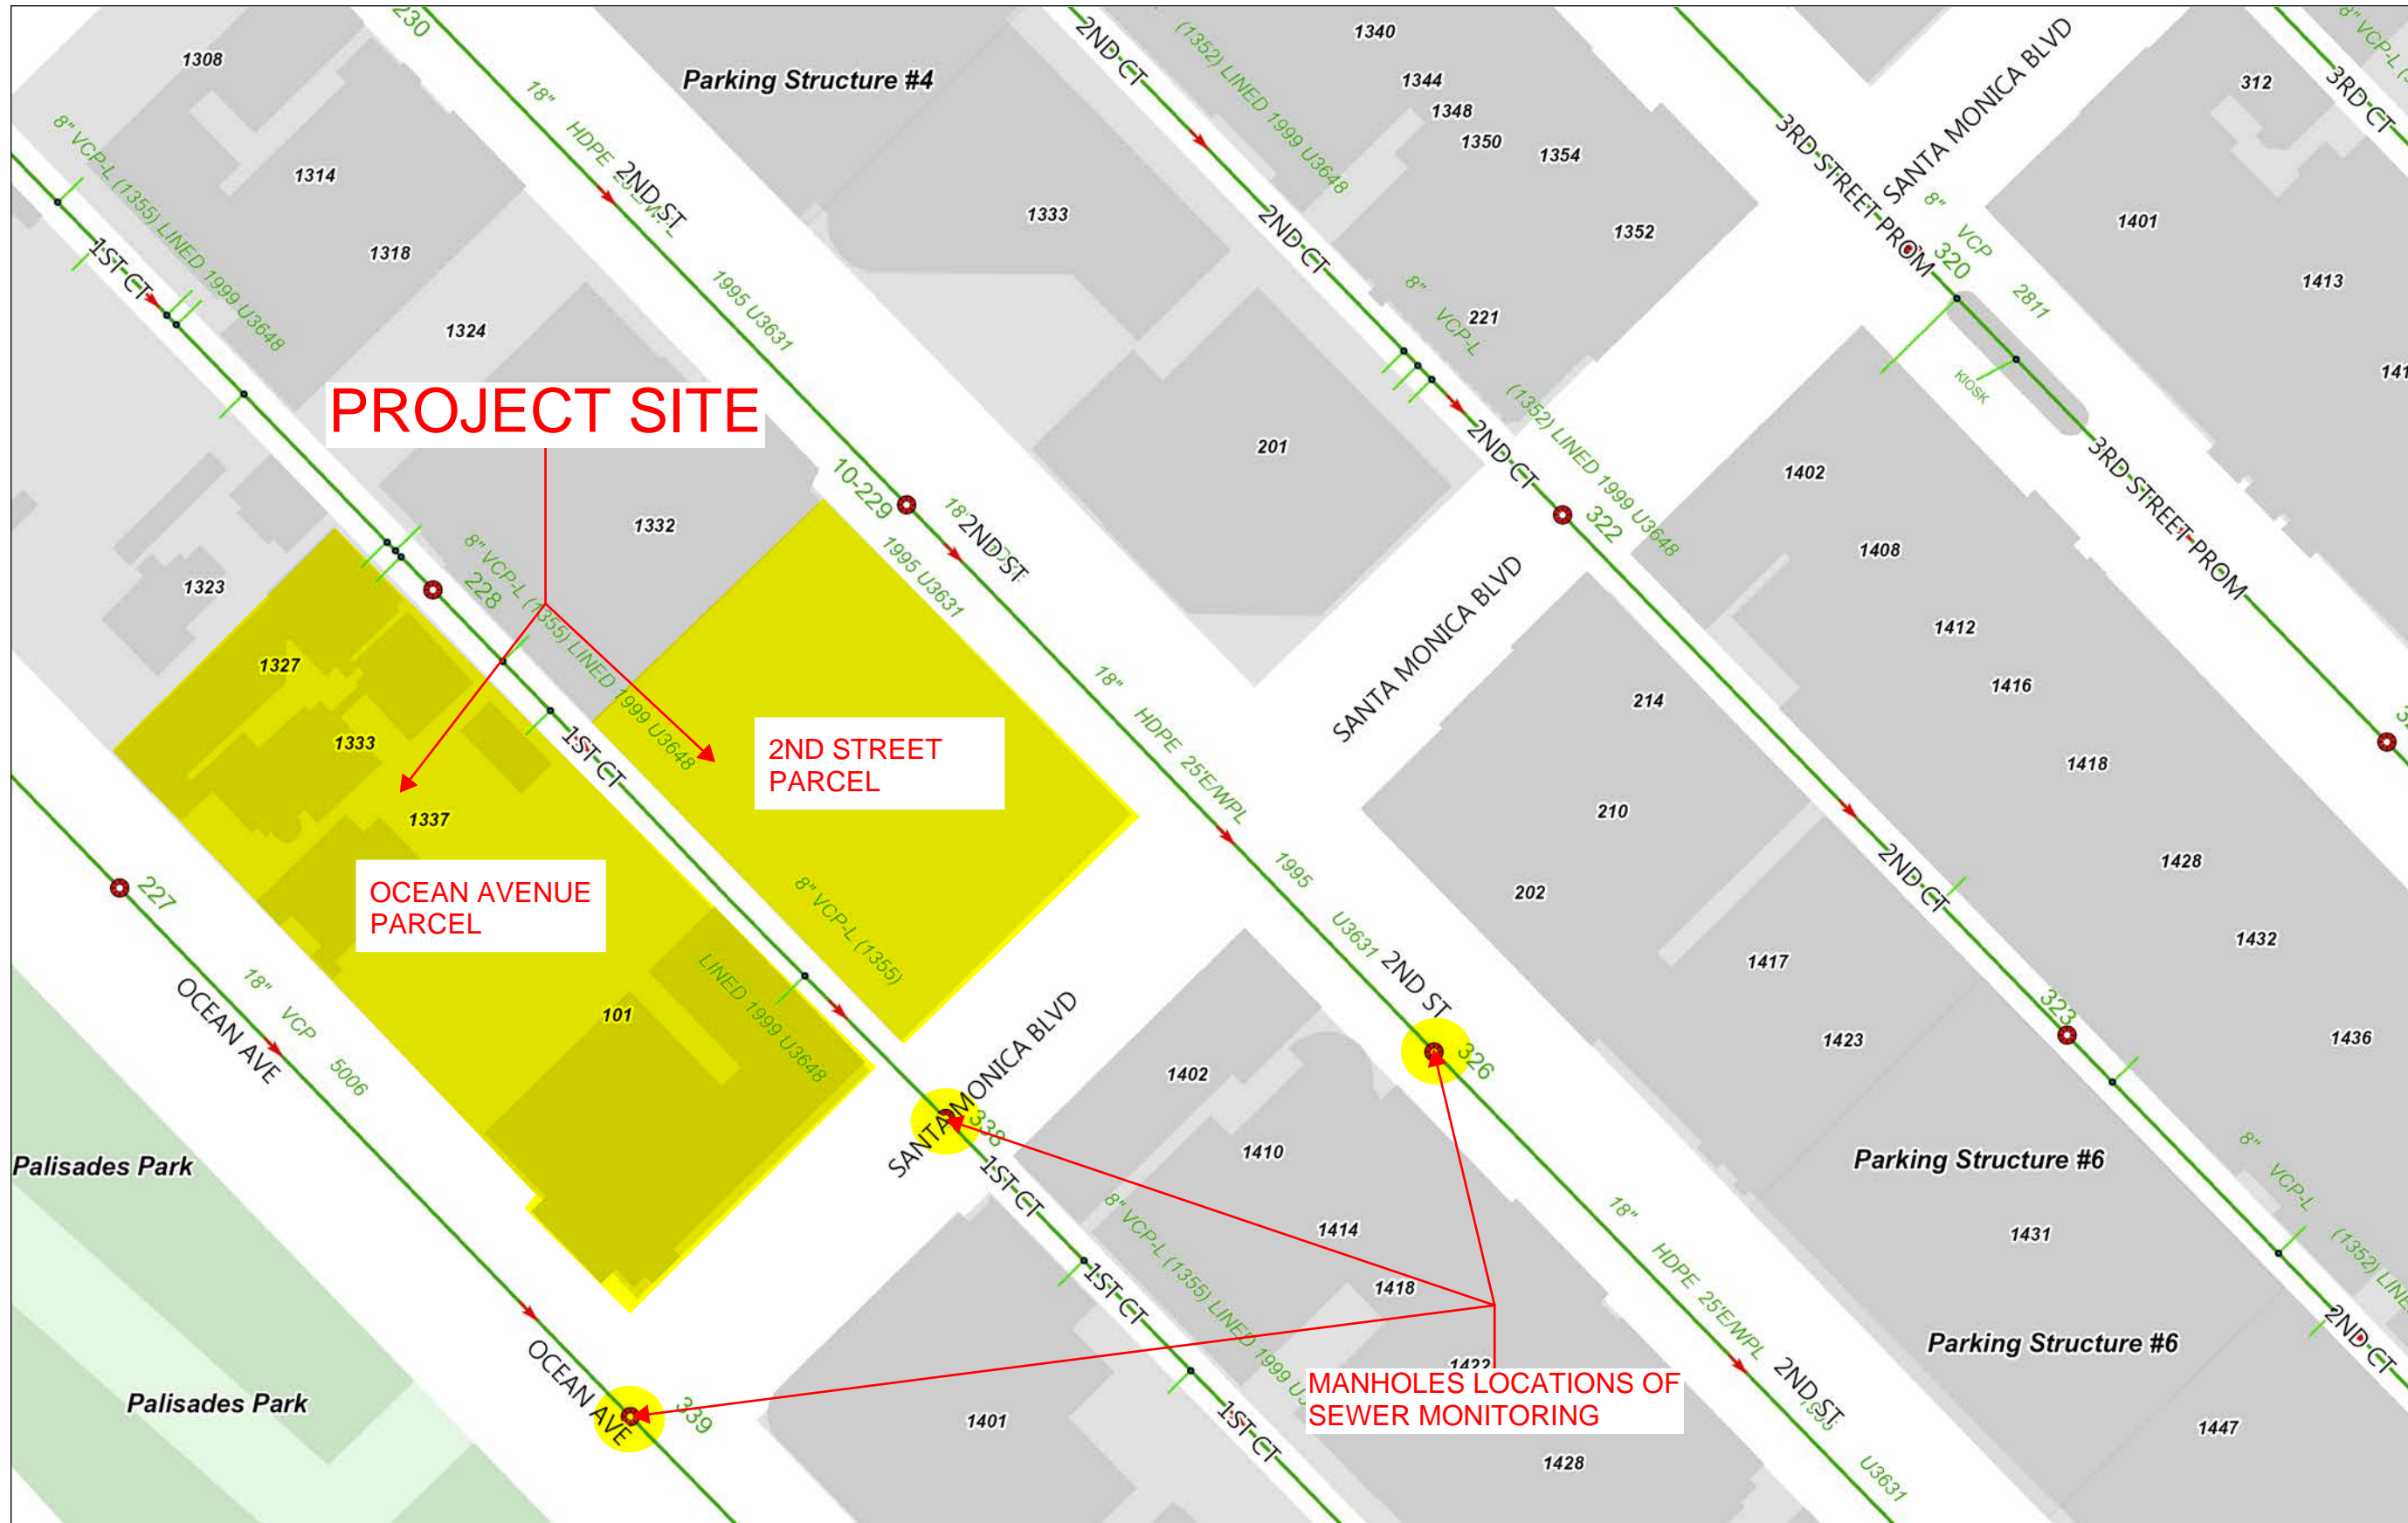 230
1308
Parking Structure #4
2ND CT
(1352) LINED 1999 U3648
1340
1344
1348
1350
1354
1352
SANTA MONICA BLVD
312
3RD CT
8" VCP-L
18" HDPE
2ND ST
8" VCP-L (1355) LINED 1999 U3648
1314
1318
1324
1ST CT
1333
2ND CT
221
8" VCP-L
3RD STREET PROM
320
8" VCP 2811
KIOSK
1401
1413
1995 U3631
PROJECT SITE
1332
10-229
201
(1352) LINED 1999 U3648
2ND CT
322
1402
1408
3RD STREET PROM
1323
228
8" VCP-L (1355) LINED 1999 U3648
18"
2ND ST
1995 U3631
SANTA MONICA BLVD
1412
1416
1418
1327
1333
1337
1ST CT
2ND STREET
PARCEL
18" HDPE 25'E/WPL 1995 U3631
214
210
202
1428
1432
1436
2ND CT
OCEAN AVENUE
PARCEL
227
18" VCP 5006
OCEAN AVE
101
8" VCP-L (1355)
LINED 1999 U3648
SANTA MONICA BLVD
338
2ND ST
326
1417
1423
323
Palisades Park
1402
1410
1414
1418
1422
1ST CT
8" VCP-L (1355) LINED 1999
1ST CT
1ST CT
Parking Structure #6
1431
8" VCP-L (1352)
2ND CT
18" HDPE 25'E/WPL 1995 U3631
2ND ST
Parking Structure #6
Palisades Park
OCEAN AVE
339
1401
MANHOLES LOCATIONS OF
SEWER MONITORING
1428
1447